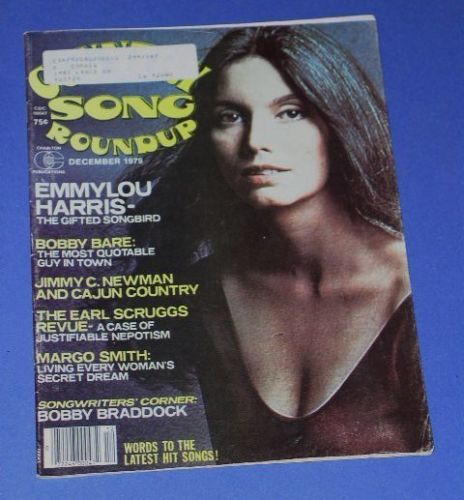 COUNTRY
SONG
ROUNDUP
CDC
75¢
CHARLTON
PUBLICATIONS
DECEMBER 1979
EMMYLOU
HARRIS-
THE GIFTED SONGBIRD
BOBBY BARE:
THE MOST QUOTABLE
GUY IN TOWN
JIMMY C. NEWMAN
AND CAJUN COUNTRY
THE EARL SCRUGGS
REVUE- A CASE OF
JUSTIFIABLE NEPOTISM
MARGO SMITH:
LIVING EVERY WOMAN'S
SECRET DREAM
SONGWRITERS' CORNER:
BOBBY BRADDOCK
WORDS TO THE
LATEST HIT SONGS!